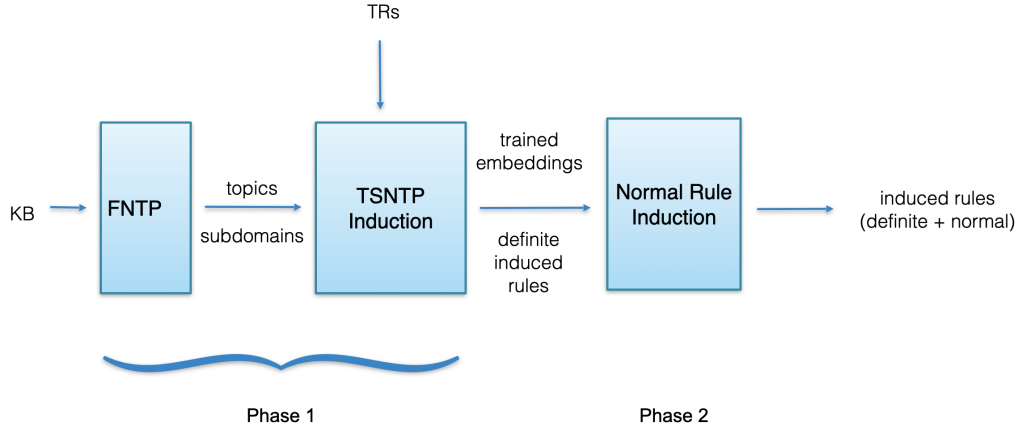 TRs
KB
FNTP
topics
subdomains
TSNTP
Induction
trained
embeddings
definite
induced
rules
Normal Rule
Induction
induced rules
(definite + normal)
Phase 1
Phase 2